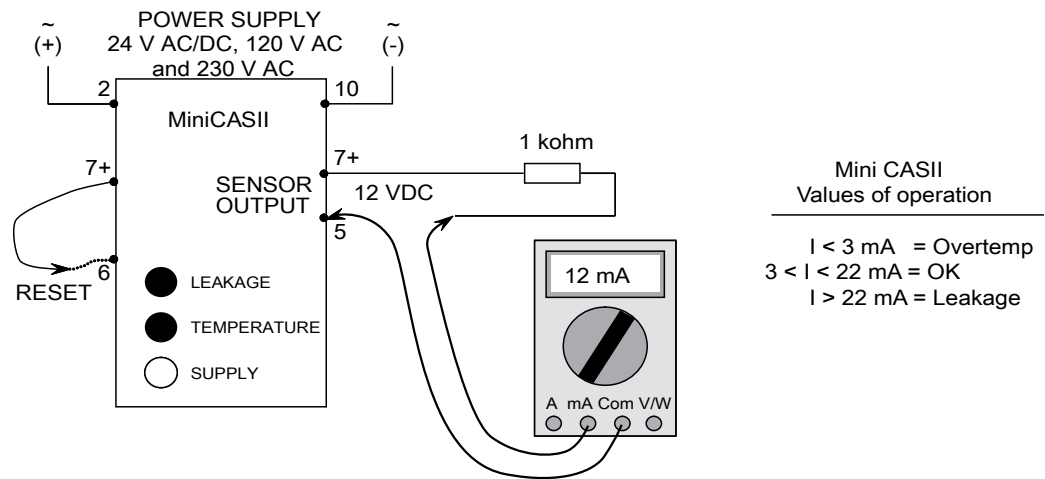 ~
(+)
POWER SUPPLY
24 V AC/DC, 120 V AC
and 230 V AC
~
(-)
2
10
MiniCASII
7+
7+
1 kohm
SENSOR
OUTPUT
12 VDC
5
6
RESET
LEAKAGE
TEMPERATURE
SUPPLY
12 mA
A mA Com V/W
Mini CASII
Values of operation
I < 3 mA = Overtemp
3 < I < 22 mA = OK
I > 22 mA = Leakage